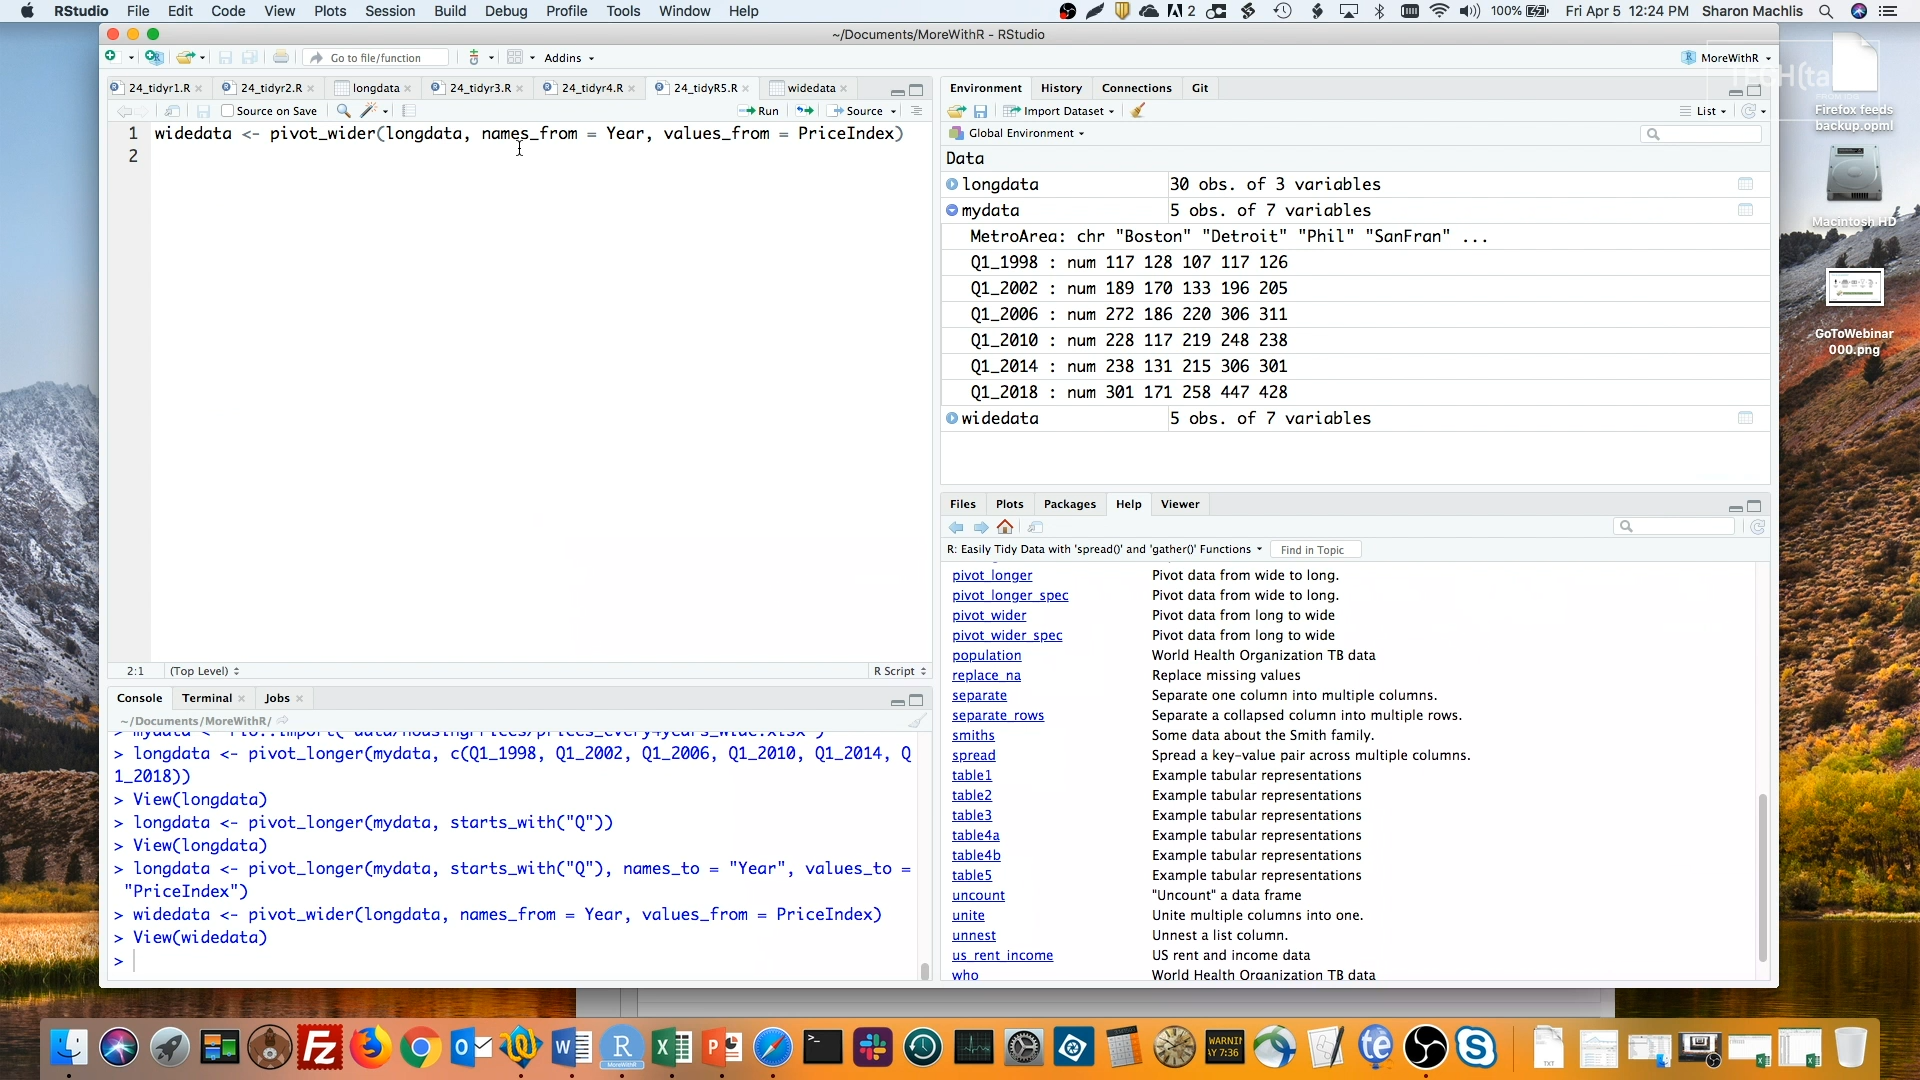 RStudio File Edit Code View Plots Session Build Debug Profile Tools Window Help
2 100% Fri Apr 5 12:24 PM Sharon Machlis
~/Documents/MoreWithR - RStudio
Go to file/function Addins MoreWithR
24_tidyr1.R 24_tidyr2.R longdata 24_tidyr3.R 24_tidyr4.R 24_tidyR5.R widedata
Source on Save Run Source
1 widedata <- pivot_wider(longdata, names_from = Year, values_from = PriceIndex)
2
2:1 (Top Level) R Script
Console Terminal Jobs
~/Documents/MoreWithR/
> longdata <- pivot_longer(mydata, c(Q1_1998, Q1_2002, Q1_2006, Q1_2010, Q1_2014, Q
1_2018))
> View(longdata)
> longdata <- pivot_longer(mydata, starts_with("Q"))
> View(longdata)
> longdata <- pivot_longer(mydata, starts_with("Q"), names_to = "Year", values_to =
"PriceIndex")
> widedata <- pivot_wider(longdata, names_from = Year, values_from = PriceIndex)
> View(widedata)
>
Environment History Connections Git
Import Dataset List
Global Environment
Data
longdata 30 obs. of 3 variables
mydata 5 obs. of 7 variables
MetroArea: chr "Boston" "Detroit" "Phil" "SanFran" ...
Q1_1998 : num 117 128 107 117 126
Q1_2002 : num 189 170 133 196 205
Q1_2006 : num 272 186 220 306 311
Q1_2010 : num 228 117 219 248 238
Q1_2014 : num 238 131 215 306 301
Q1_2018 : num 301 171 258 447 428
widedata 5 obs. of 7 variables
Files Plots Packages Help Viewer
R: Easily Tidy Data with 'spread()' and 'gather()' Functions Find in Topic
pivot_longer Pivot data from wide to long.
pivot_longer_spec Pivot data from wide to long.
pivot_wider Pivot data from long to wide
pivot_wider_spec Pivot data from long to wide
population World Health Organization TB data
replace_na Replace missing values
separate Separate one column into multiple columns.
separate_rows Separate a collapsed column into multiple rows.
smiths Some data about the Smith family.
spread Spread a key-value pair across multiple columns.
table1 Example tabular representations
table2 Example tabular representations
table3 Example tabular representations
table4a Example tabular representations
table4b Example tabular representations
table5 Example tabular representations
uncount "Uncount" a data frame
unite Unite multiple columns into one.
unnest Unnest a list column.
us_rent_income US rent and income data
who World Health Organization TB data
Firefox feeds
backup.opml
Macintosh HD
GoToWebinar
000.png